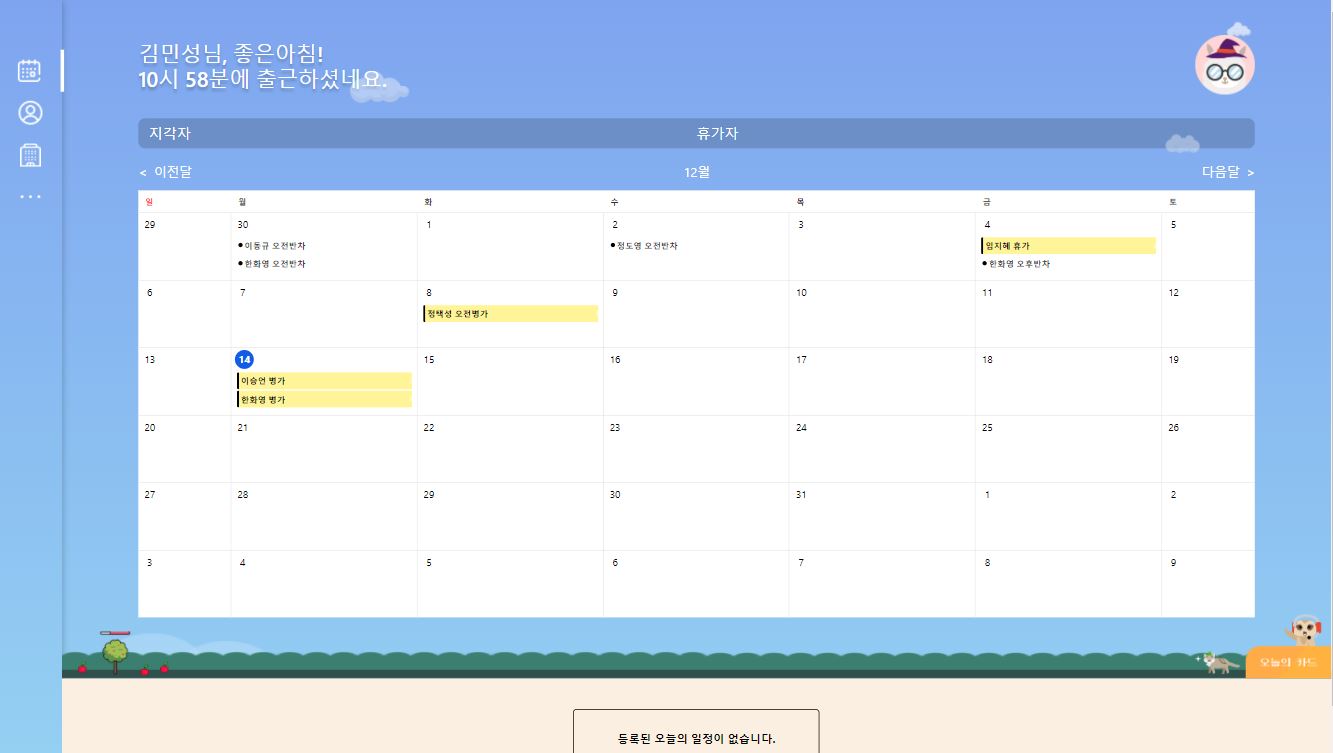 김민성님, 좋은아침!
10시 58분에 출근하셨네요.
지각자 휴가자
< 이전달 12월 다음달 >
일 월 화 수 목 금 토
29 30 1 2 3 4 5
•이동규 오전반차 •정도영 오전반차 임지혜 휴가
•한화영 오전반차 •한화영 오후반차
6 7 8 9 10 11 12
정택성 오전병가
13 14 15 16 17 18 19
이승언 병가
한화영 병가
20 21 22 23 24 25 26
27 28 29 30 31 1 2
3 4 5 6 7 8 9
오늘의 카드
등록된 오늘의 일정이 없습니다.